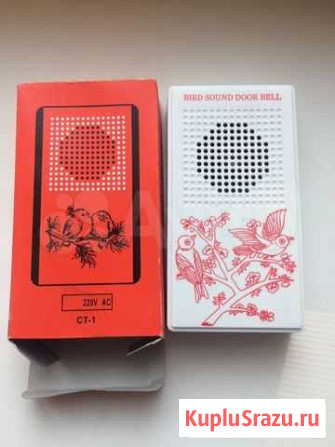 BIRD SOUND DOOR BELL
220V AC
CT-1
KupluSrazu.ru